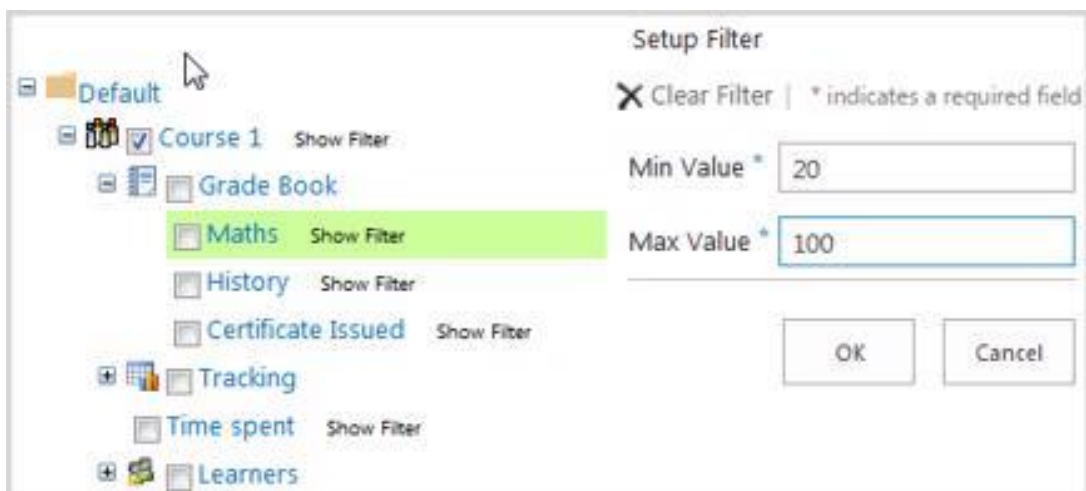 Default
Course 1 Show Filter
Grade Book
Maths Show Filter
History Show Filter
Certificate Issued Show Filter
Tracking
Time spent Show Filter
Learners
Setup Filter
Clear Filter | * indicates a required field
Min Value * 20
Max Value * 100
OK Cancel